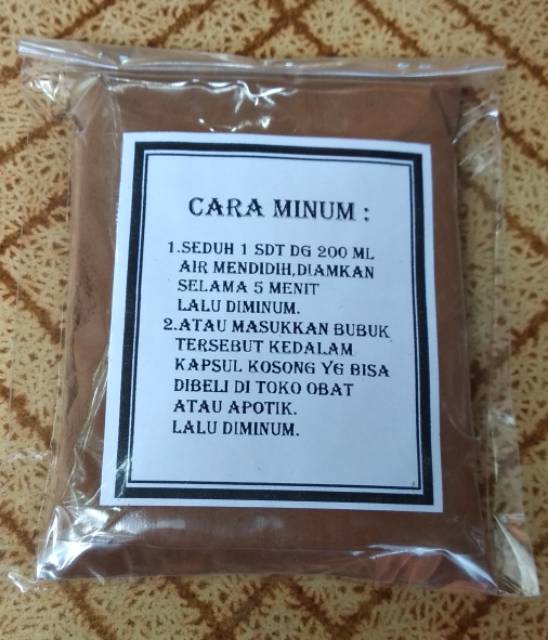 CARA MINUM :
1.SEDUH 1 SDT DG 200 ML
AIR MENDIDIH,DIAMKAN
SELAMA 5 MENIT
LALU DIMINUM.
2.ATAU MASUKKAN BUBUK
TERSEBUT KEDALAM
KAPSUL KOSONG YG BISA
DIBELI DI TOKO OBAT
ATAU APOTIK.
LALU DIMINUM.